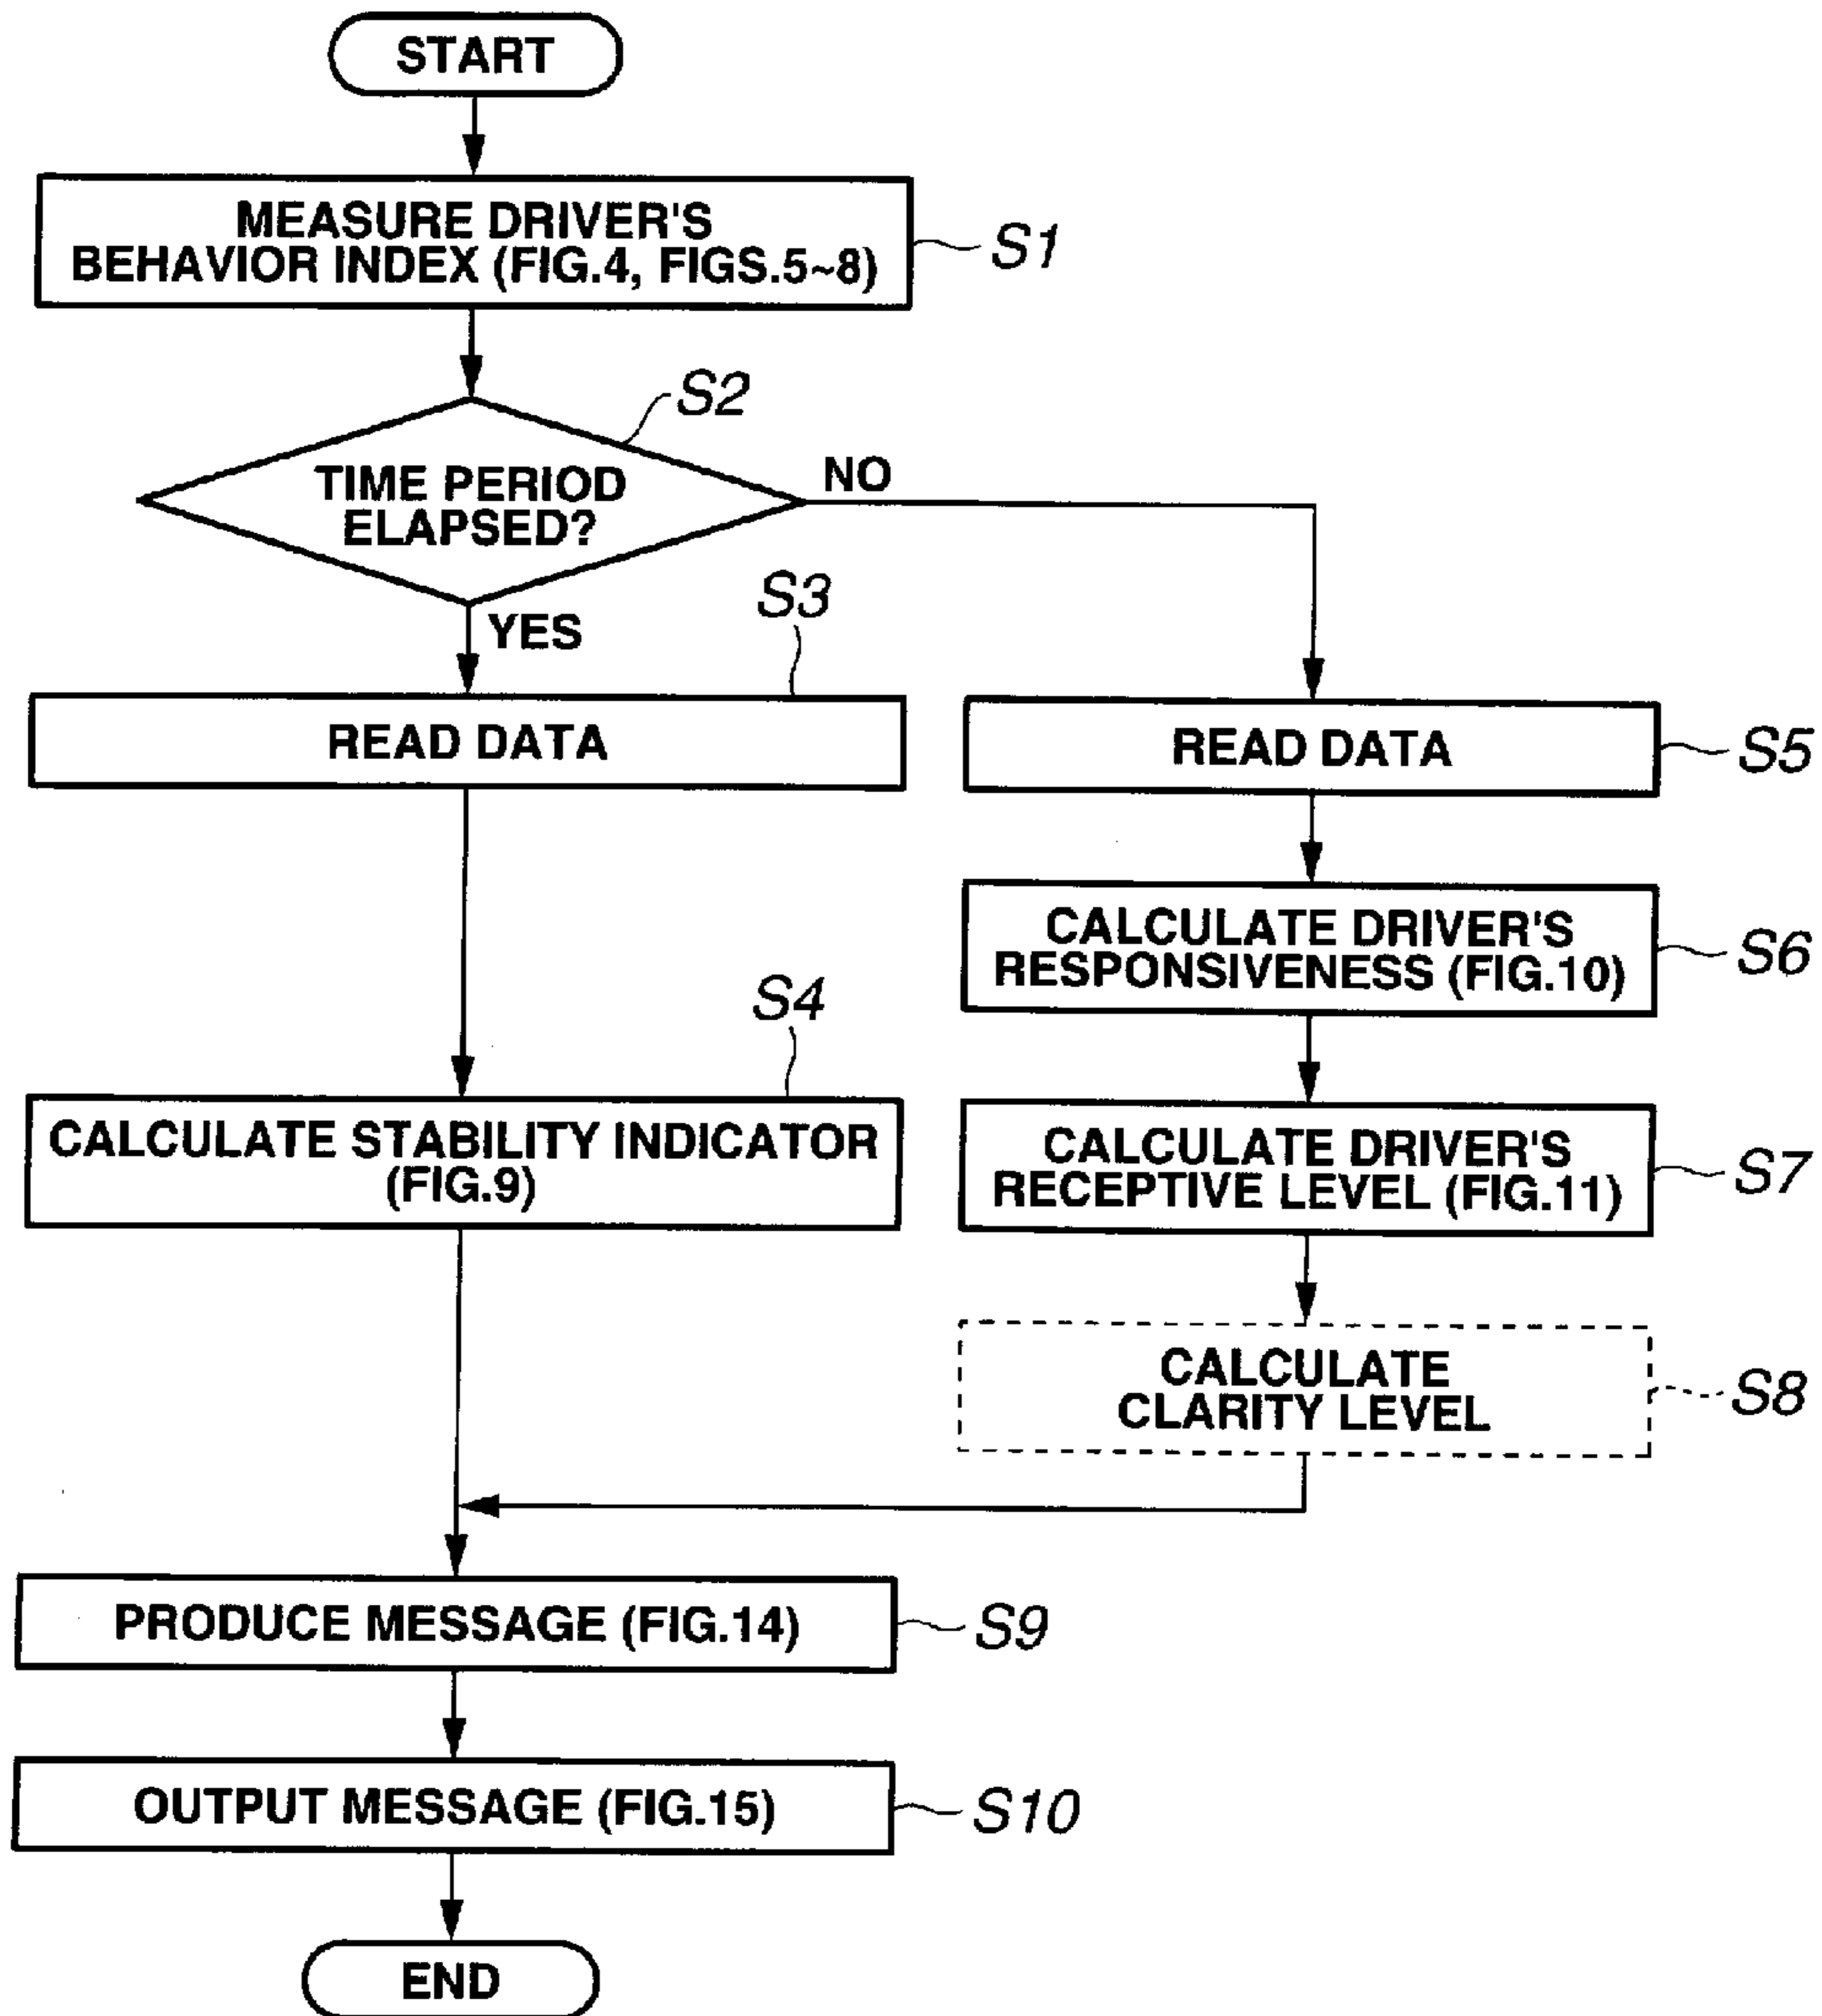 START
MEASURE DRIVER'S
BEHAVIOR INDEX (FIG.4, FIGS.5~8)
S1
S2
TIME PERIOD
ELAPSED?
NO
YES
S3
READ DATA
READ DATA
S5
CALCULATE DRIVER'S
RESPONSIVENESS (FIG.10)
S6
S4
CALCULATE STABILITY INDICATOR
(FIG.9)
CALCULATE DRIVER'S
RECEPTIVE LEVEL (FIG.11)
S7
CALCULATE
CLARITY LEVEL
S8
PRODUCE MESSAGE (FIG.14)
S9
OUTPUT MESSAGE (FIG.15)
S10
END